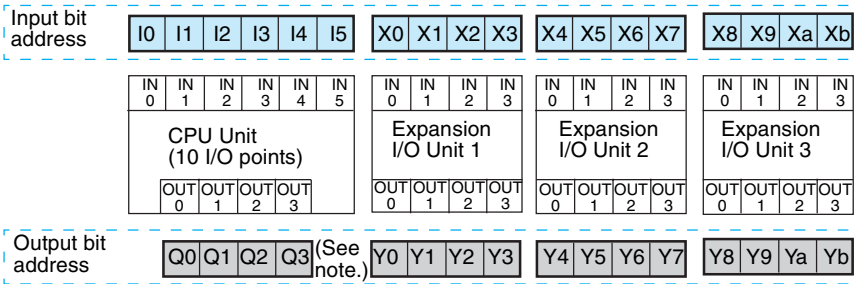 Input bit
address
I0 I1 I2 I3 I4 I5 X0 X1 X2 X3 X4 X5 X6 X7 X8 X9 Xa Xb
IN IN IN IN IN IN IN IN IN IN IN IN IN IN IN IN IN IN
0 1 2 3 4 5 0 1 2 3 0 1 2 3 0 1 2 3
CPU Unit
(10 I/O points)
Expansion
I/O Unit 1
Expansion
I/O Unit 2
Expansion
I/O Unit 3
OUT OUT OUT OUT OUT OUT OUT OUT OUT OUT OUT OUT OUT OUT OUT OUT
0 1 2 3 0 1 2 3 0 1 2 3 0 1 2 3
Output bit
address
Q0 Q1 Q2 Q3 (See
note.) Y0 Y1 Y2 Y3 Y4 Y5 Y6 Y7 Y8 Y9 Ya Yb